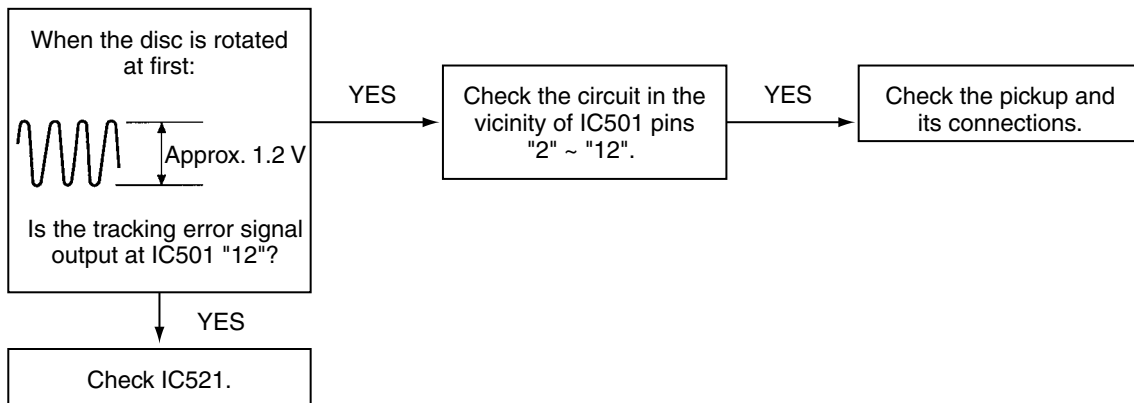 When the disc is rotated
at first:
Approx. 1.2 V
Is the tracking error signal
output at IC501 "12"?
YES
Check the circuit in the
vicinity of IC501 pins
"2" ~ "12".
YES
Check the pickup and
its connections.
YES
Check IC521.